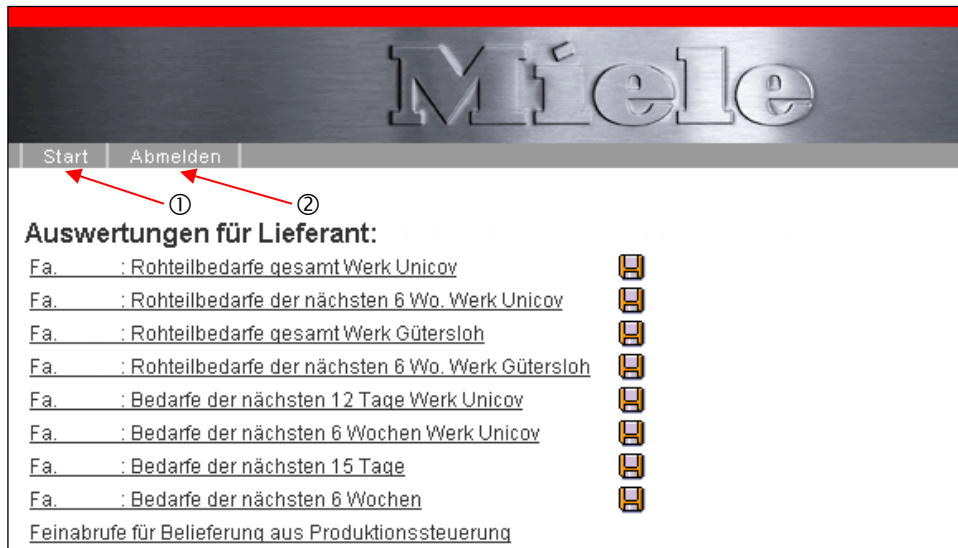 Miele
Start Abmelden
① ②
Auswertungen für Lieferant:
Fa. : Rohteilbedarfe gesamt Werk Unicov
Fa. : Rohteilbedarfe der nächsten 6 Wo. Werk Unicov
Fa. : Rohteilbedarfe gesamt Werk Gütersloh
Fa. : Rohteilbedarfe der nächsten 6 Wo. Werk Gütersloh
Fa. : Bedarfe der nächsten 12 Tage Werk Unicov
Fa. : Bedarfe der nächsten 6 Wochen Werk Unicov
Fa. : Bedarfe der nächsten 15 Tage
Fa. : Bedarfe der nächsten 6 Wochen
Feinabrufe für Belieferung aus Produktionssteuerung